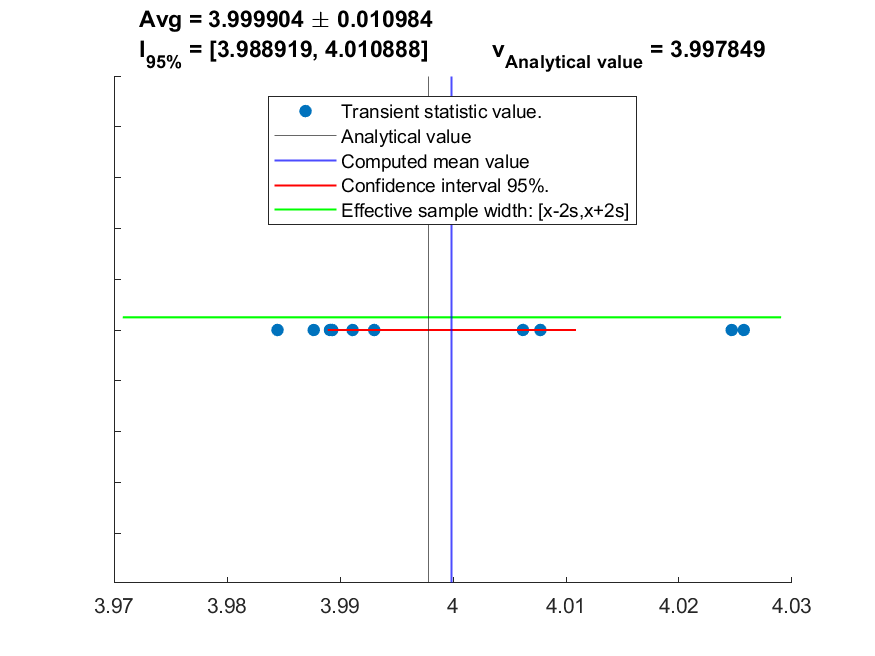 Avg = 3.999904 ± 0.010984
I95% = [3.988919, 4.010888] vAnalytical value = 3.997849
Transient statistic value.
Analytical value
Computed mean value
Confidence interval 95%.
Effective sample width: [x-2s,x+2s]
3.97 3.98 3.99 4 4.01 4.02 4.03